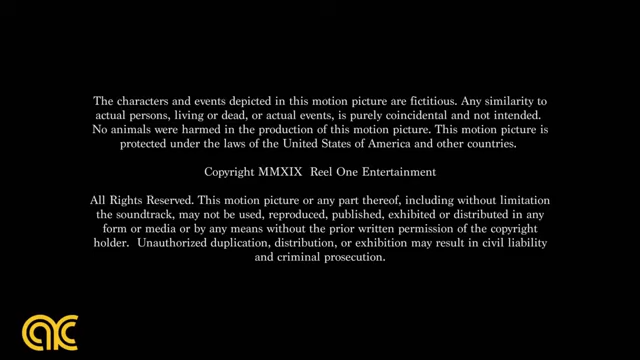 The characters and events depicted in this motion picture are fictitious. Any similarity to
actual persons, living or dead, or actual events, is purely coincidental and not intended.
No animals were harmed in the production of this motion picture. This motion picture is
protected under the laws of the United States of America and other countries.
Copyright MMXIX Reel One Entertainment
All Rights Reserved. This motion picture or any part thereof, including without limitation
the soundtrack, may not be used, reproduced, published, exhibited or distributed in any
form or media or by any means without the prior written permission of the copyright
holder. Unauthorized duplication, distribution, or exhibition may result in civil liability
and criminal prosecution.